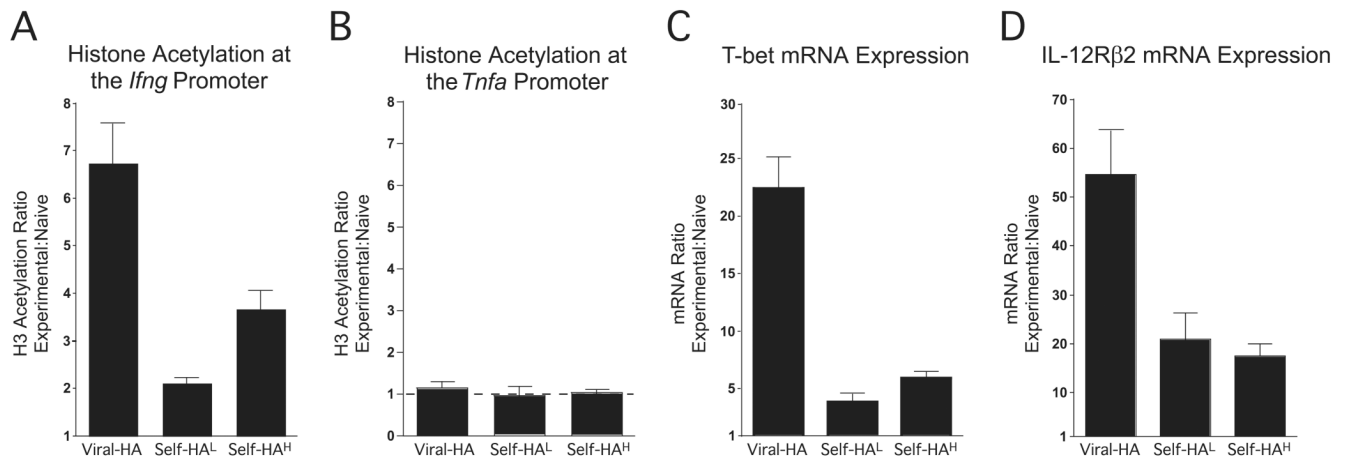 A
Histone Acetylation at
the Ifng Promoter
H3 Acetylation Ratio
Experimental:Naive
8
7
6
5
4
3
2
1
Viral-HA Self-HAL Self-HAH
B
Histone Acetylation at
the Tnfa Promoter
H3 Acetylation Ratio
Experimental:Naive
8
7
6
5
4
3
2
1
0
Viral-HA Self-HAL Self-HAH
C
T-bet mRNA Expression
mRNA Ratio
Experimental:Naive
30
25
20
15
10
5
1
Viral-HA Self-HAL Self-HAH
D
IL-12Rβ2 mRNA Expression
mRNA Ratio
Experimental:Naive
70
60
50
40
30
20
10
1
Viral-HA Self-HAL Self-HAH